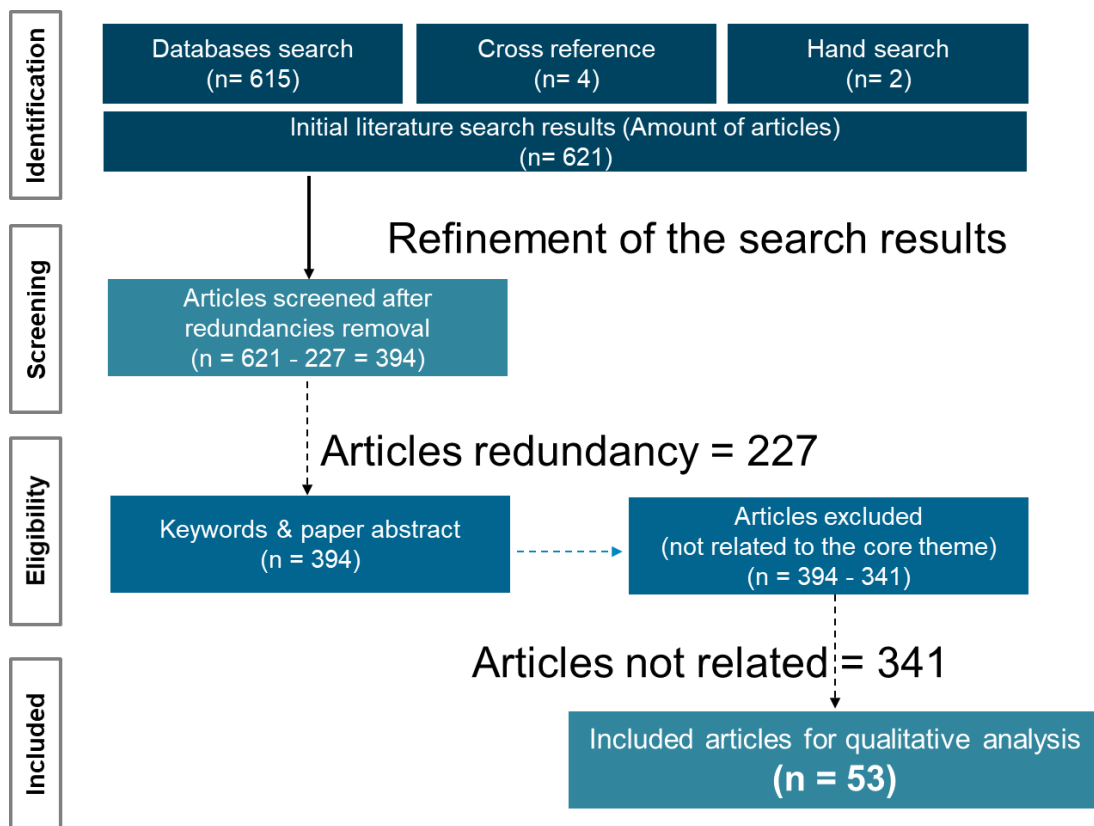 Identification
Databases search
(n= 615)
Cross reference
(n= 4)
Hand search
(n= 2)
Initial literature search results (Amount of articles)
(n= 621)
Refinement of the search results
Screening
Articles screened after
redundancies removal
(n = 621 - 227 = 394)
Articles redundancy = 227
Eligibility
Keywords & paper abstract
(n = 394)
Articles excluded
(not related to the core theme)
(n = 394 - 341)
Articles not related = 341
Included
Included articles for qualitative analysis
(n = 53)